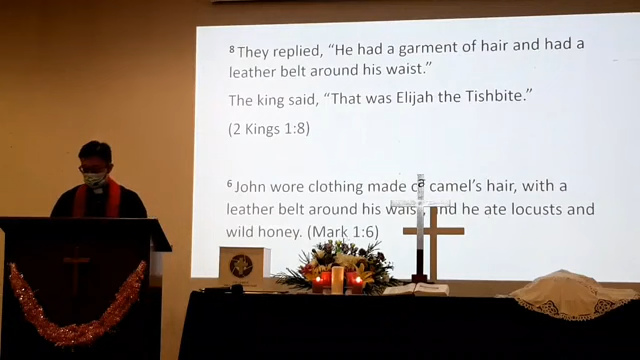 8 They replied, “He had a garment of hair and had a
leather belt around his waist.”
The king said, “That was Elijah the Tishbite.”
(2 Kings 1:8)
6 John wore clothing made camel’s hair, with a
leather belt around his waist, and he ate locusts and
wild honey. (Mark 1:6)